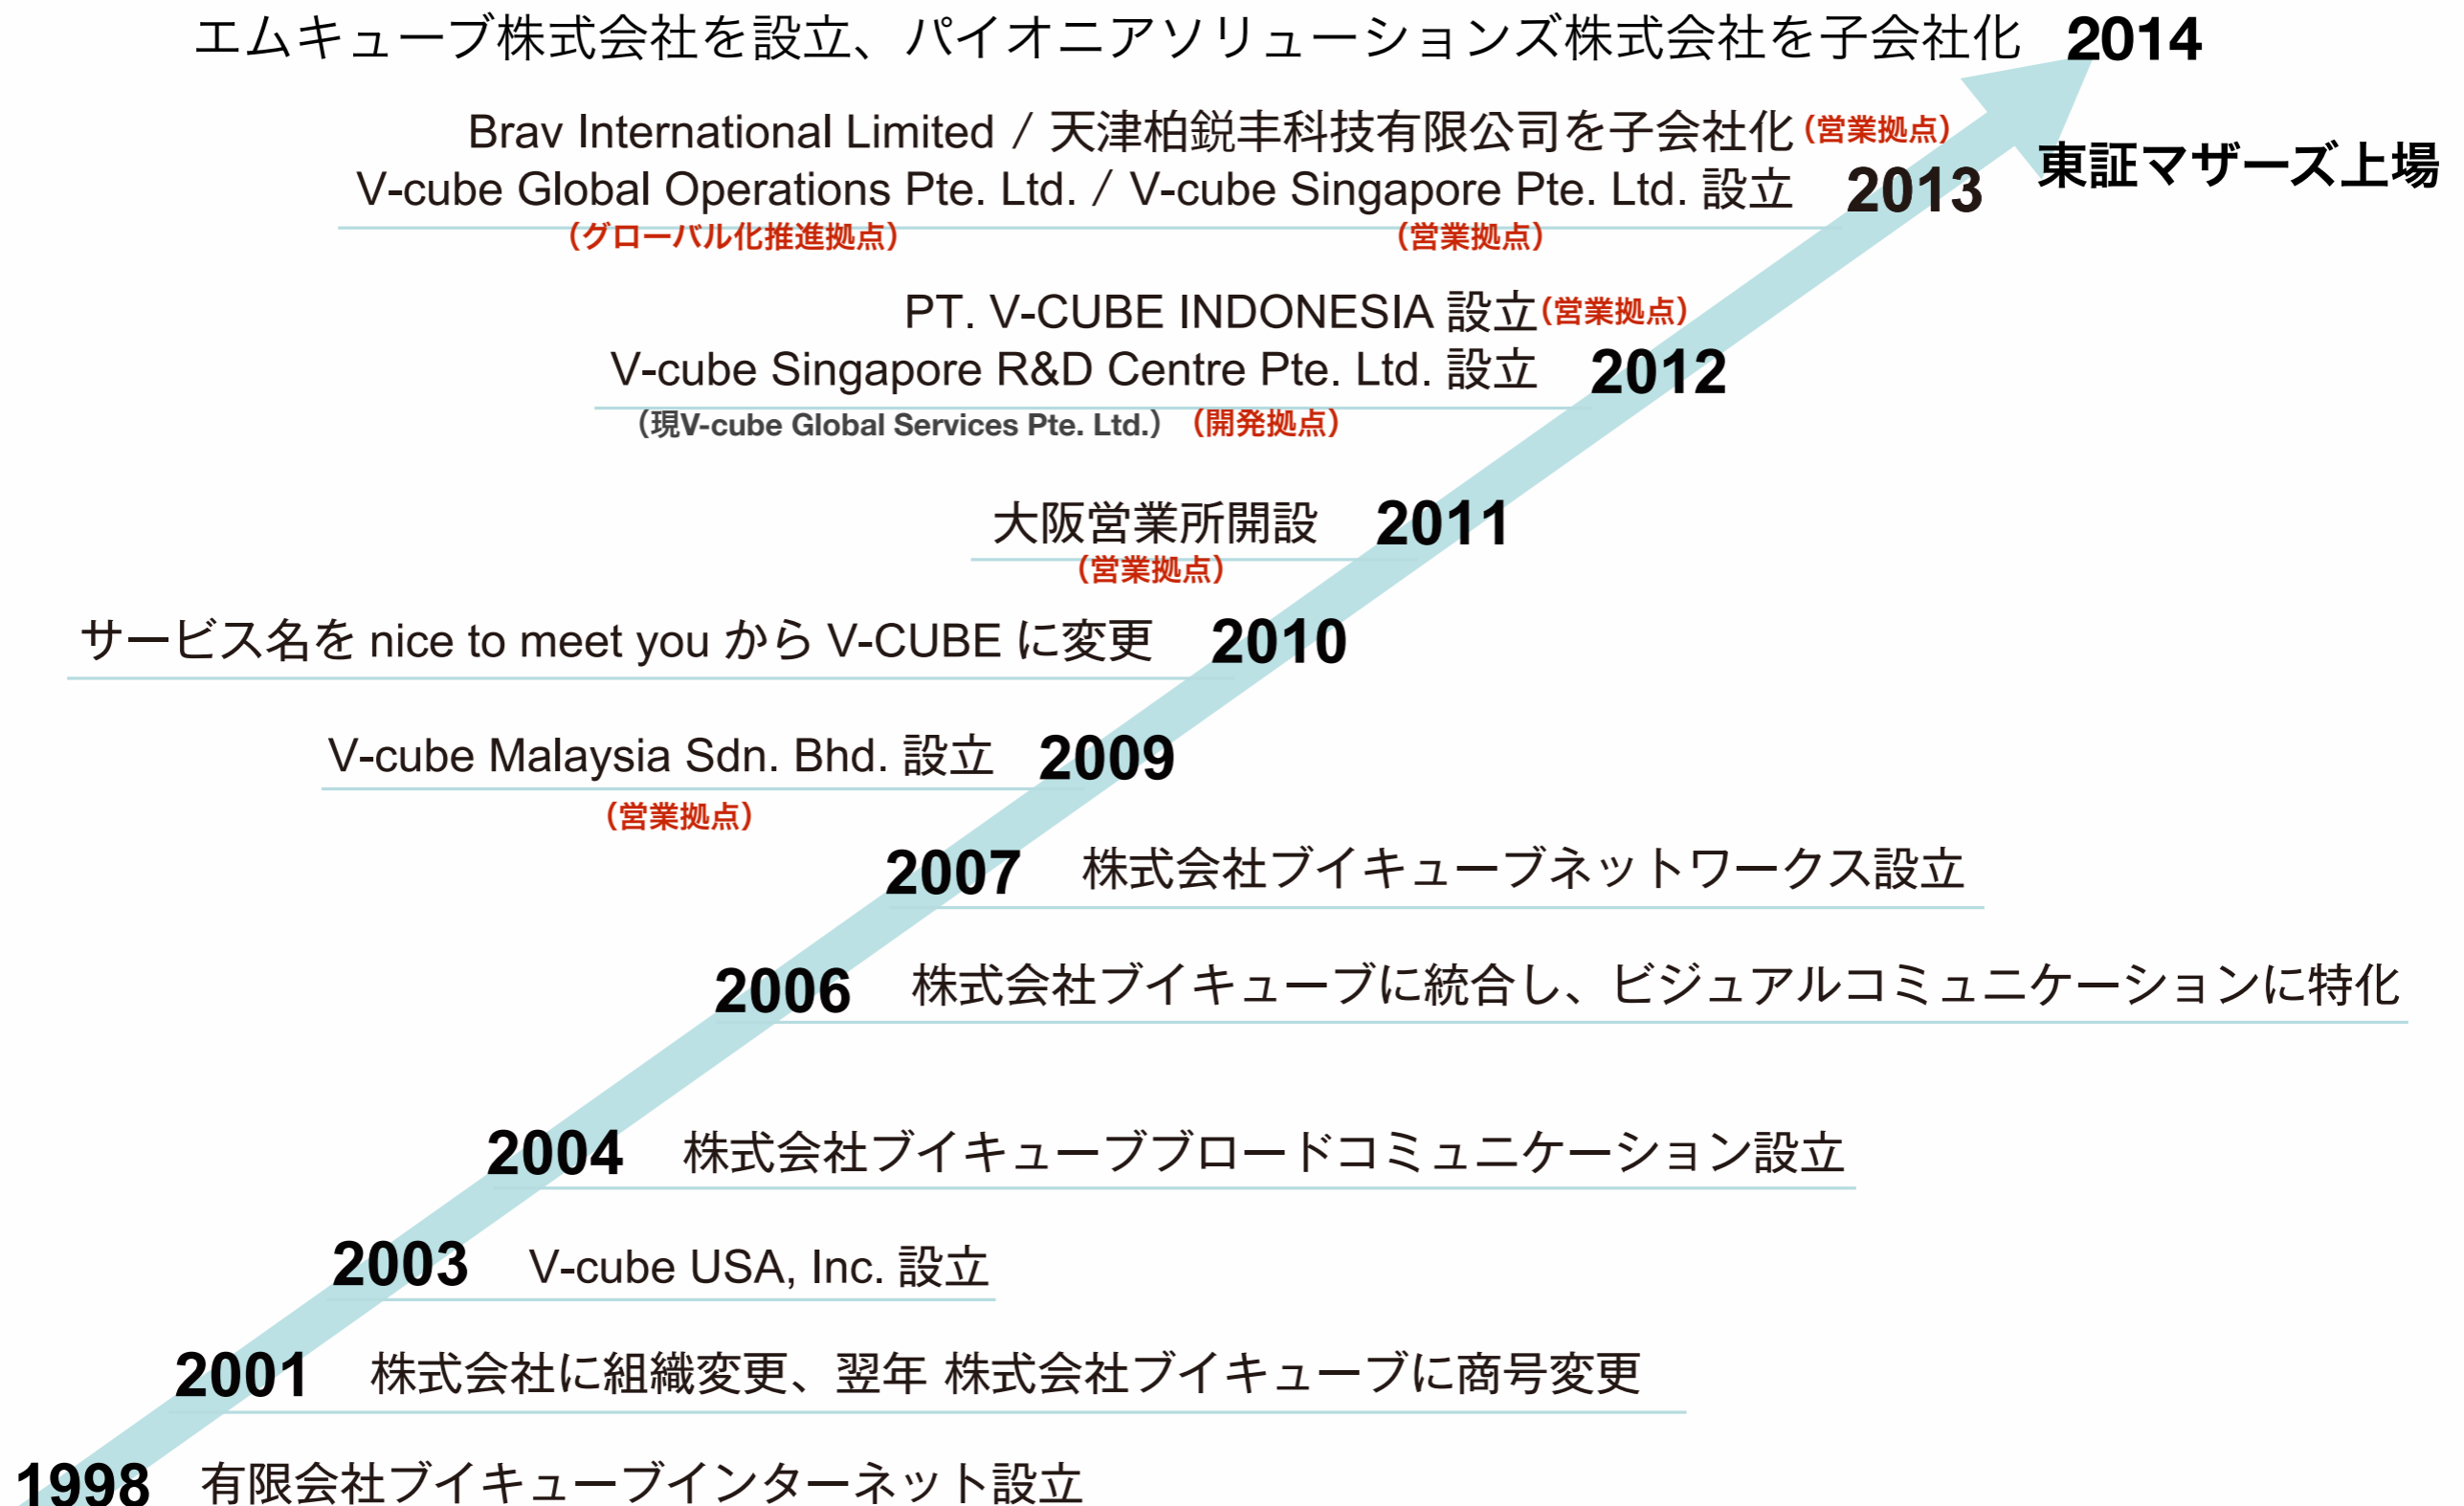 エムキューブ株式会社を設立、パイオニアソリューションズ株式会社を子会社化 2014
Brav International Limited / 天津柏鋭丰科技有限公司を子会社化（営業拠点）
東証マザーズ上場
V-cube Global Operations Pte. Ltd. / V-cube Singapore Pte. Ltd. 設立 2013
（グローバル化推進拠点） （営業拠点）
PT. V-CUBE INDONESIA 設立（営業拠点）
V-cube Singapore R&D Centre Pte. Ltd. 設立 2012
（現V-cube Global Services Pte. Ltd.）（開発拠点）
大阪営業所開設 2011
（営業拠点）
サービス名を nice to meet you から V-CUBE に変更 2010
V-cube Malaysia Sdn. Bhd. 設立 2009
（営業拠点）
2007 株式会社ブイキューブネットワークス設立
2006 株式会社ブイキューブに統合し、ビジュアルコミュニケーションに特化
2004 株式会社ブイキューブブロードコミュニケーション設立
2003 V-cube USA, Inc. 設立
2001 株式会社に組織変更、翌年 株式会社ブイキューブに商号変更
1998 有限会社ブイキューブインターネット設立